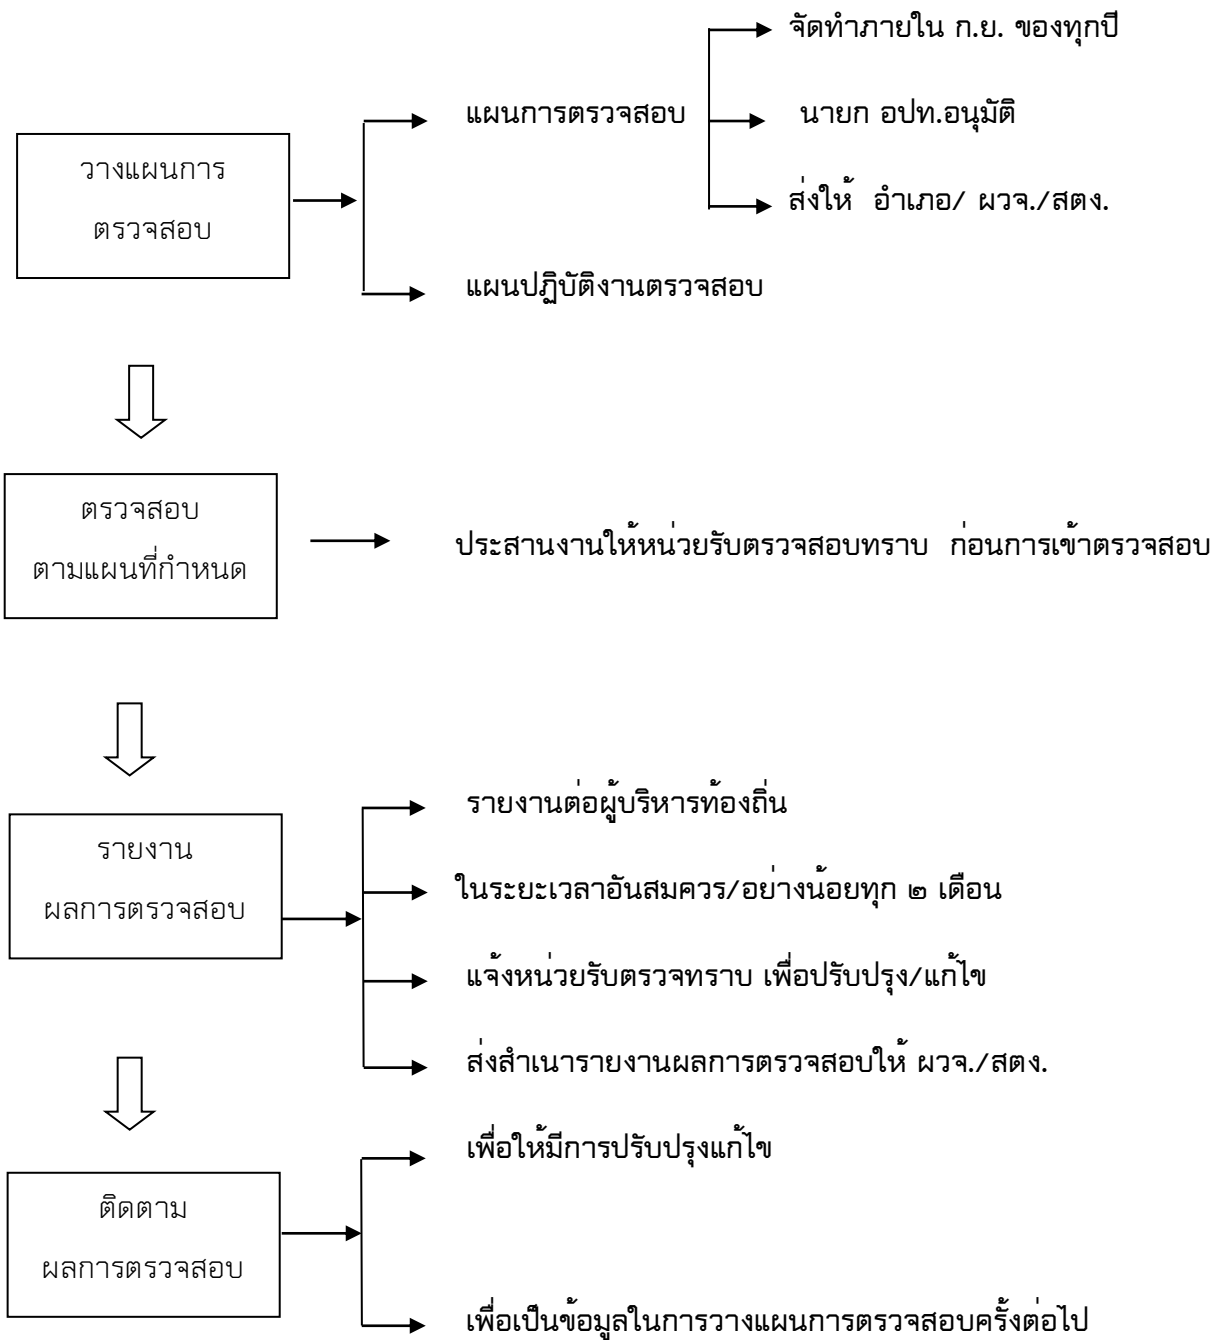 จัดทำภายใน ก.ย. ของทุกปี
แผนการตรวจสอบ
นายก อปท.อนุมัติ
วางแผนการ
ตรวจสอบ
ส่งให้ อำเภอ/ ผวจ./สตง.
แผนปฏิบัติงานตรวจสอบ
ตรวจสอบ
ตามแผนที่กำหนด
ประสานงานให้หน่วยรับตรวจสอบทราบ ก่อนการเข้าตรวจสอบ
รายงาน
ผลการตรวจสอบ
รายงานต่อผู้บริหารท้องถิ่น
ในระยะเวลาอันสมควร/อย่างน้อยทุก ๒ เดือน
แจ้งหน่วยรับตรวจทราบ เพื่อปรับปรุง/แก้ไข
ส่งสำเนารายงานผลการตรวจสอบให้ ผวจ./สตง.
ติดตาม
ผลการตรวจสอบ
เพื่อให้มีการปรับปรุงแก้ไข
เพื่อเป็นข้อมูลในการวางแผนการตรวจสอบครั้งต่อไป